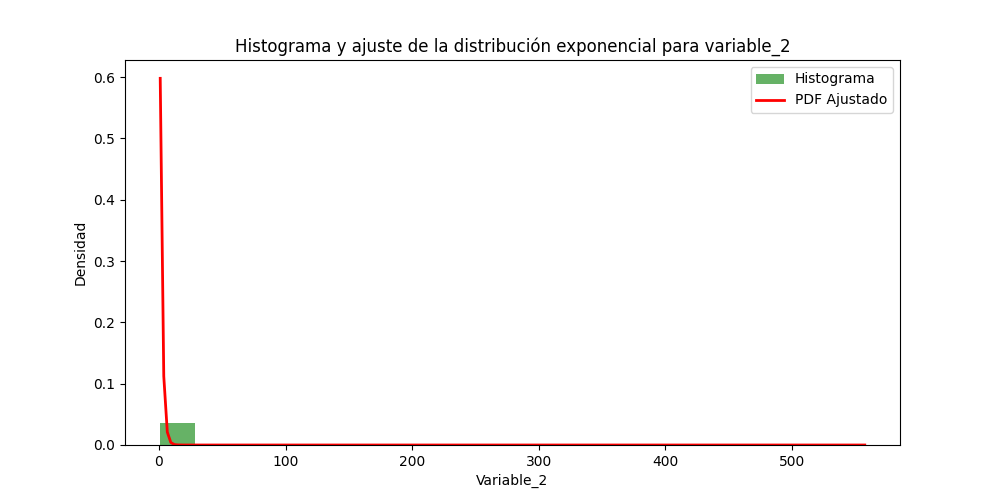 Histograma y ajuste de la distribución exponencial para variable_2
Histograma
PDF Ajustado
0.6
0.5
0.4
0.3
0.2
0.1
0.0
Densidad
0 100 200 300 400 500
Variable_2